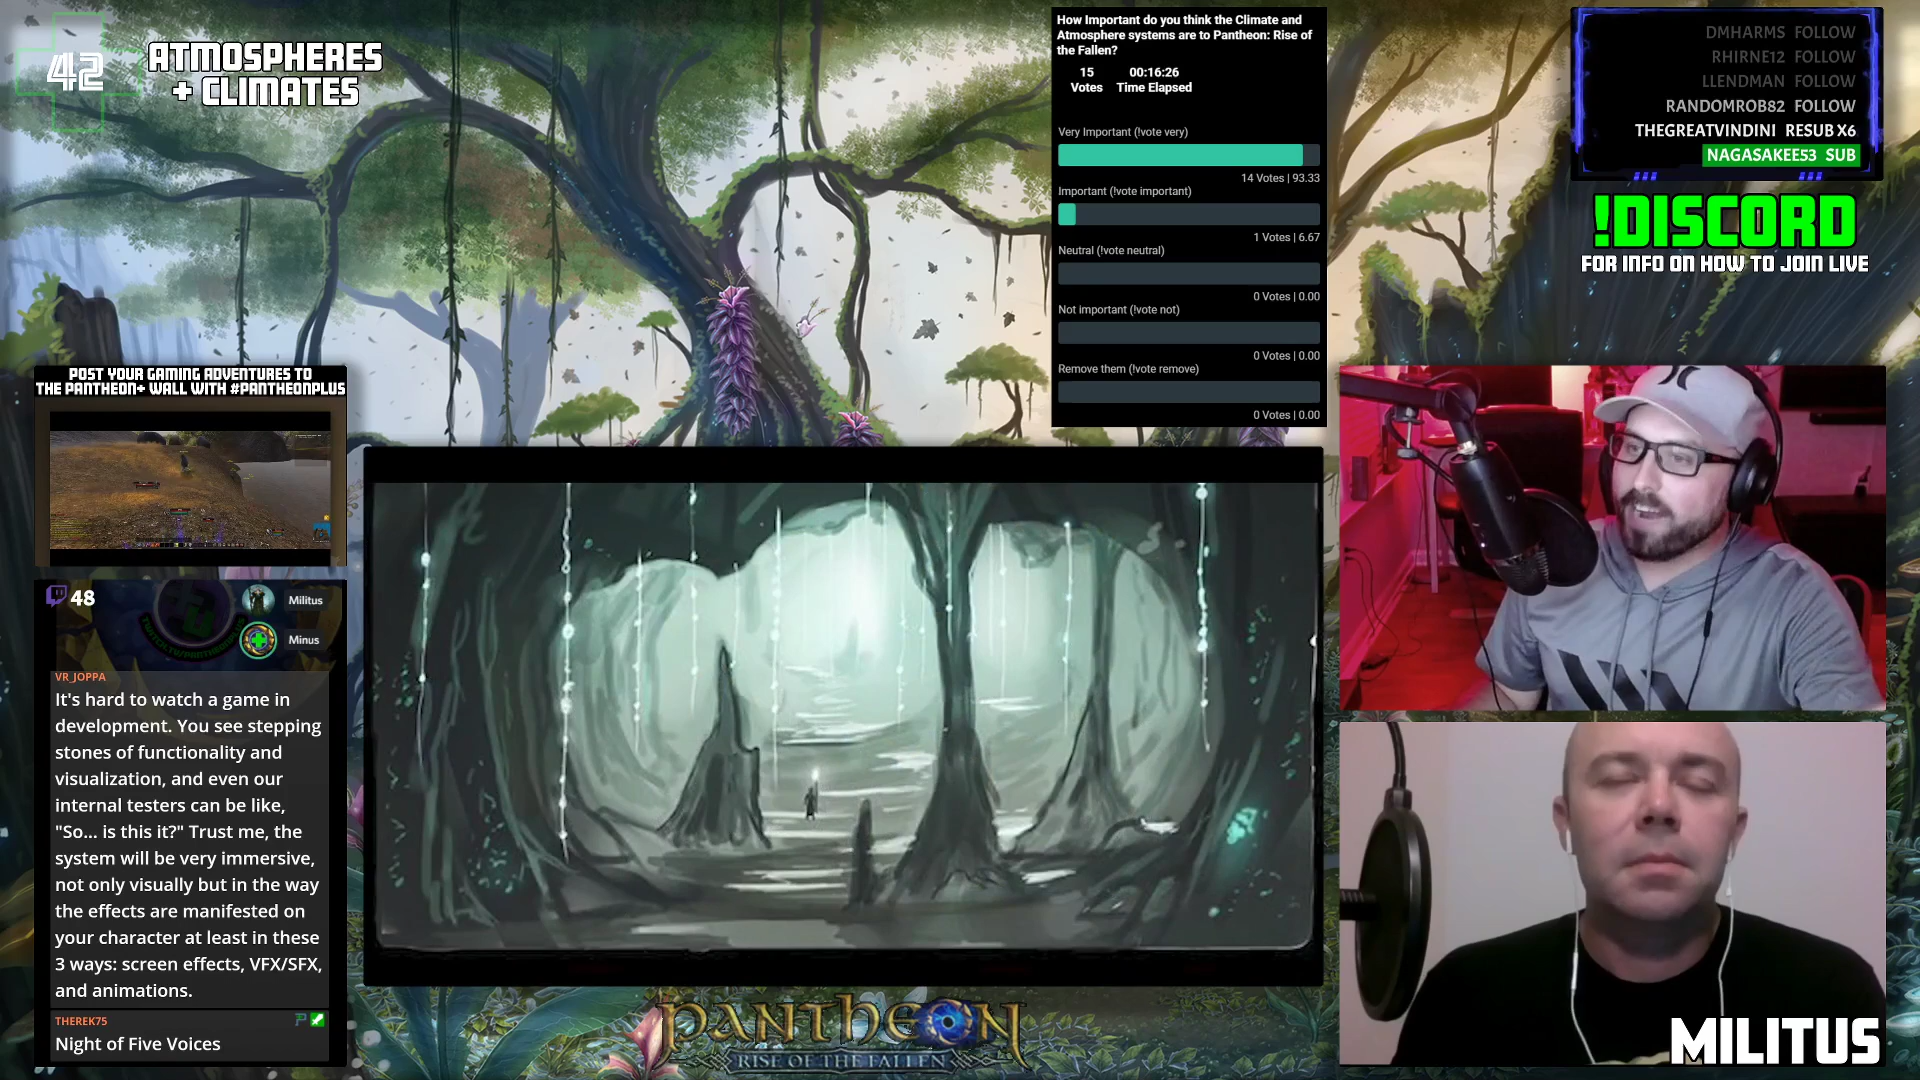 42
ATMOSPHERES
+ CLIMATES
How Important do you think the Climate and
Atmosphere systems are to Pantheon: Rise of
the Fallen?
15 00:16:26
Votes Time Elapsed
Very Important (!vote very)
14 Votes | 93.33
Important (!vote important)
1 Votes | 6.67
Neutral (!vote neutral)
0 Votes | 0.00
Not important (!vote not)
0 Votes | 0.00
Remove them (!vote remove)
0 Votes | 0.00
DMHARMS FOLLOW
RHIRNE12 FOLLOW
LLENDMAN FOLLOW
RANDOMROB82 FOLLOW
THEGREATVINDINI RESUB X6
NAGASAKEE53 SUB
!DISCORD
FOR INFO ON HOW TO JOIN LIVE
POST YOUR GAMING ADVENTURES TO
THE PANTHEON+ WALL WITH #PANTHEONPLUS
48
Militus
Minus
VR_JOPPA
It's hard to watch a game in
development. You see stepping
stones of functionality and
visualization, and even our
internal testers can be like,
"So... is this it?" Trust me, the
system will be very immersive,
not only visually but in the way
the effects are manifested on
your character at least in these
3 ways: screen effects, VFX/SFX,
and animations.
THEREK75
Night of Five Voices
PANTHEON
RISE OF THE FALLEN
MILITUS